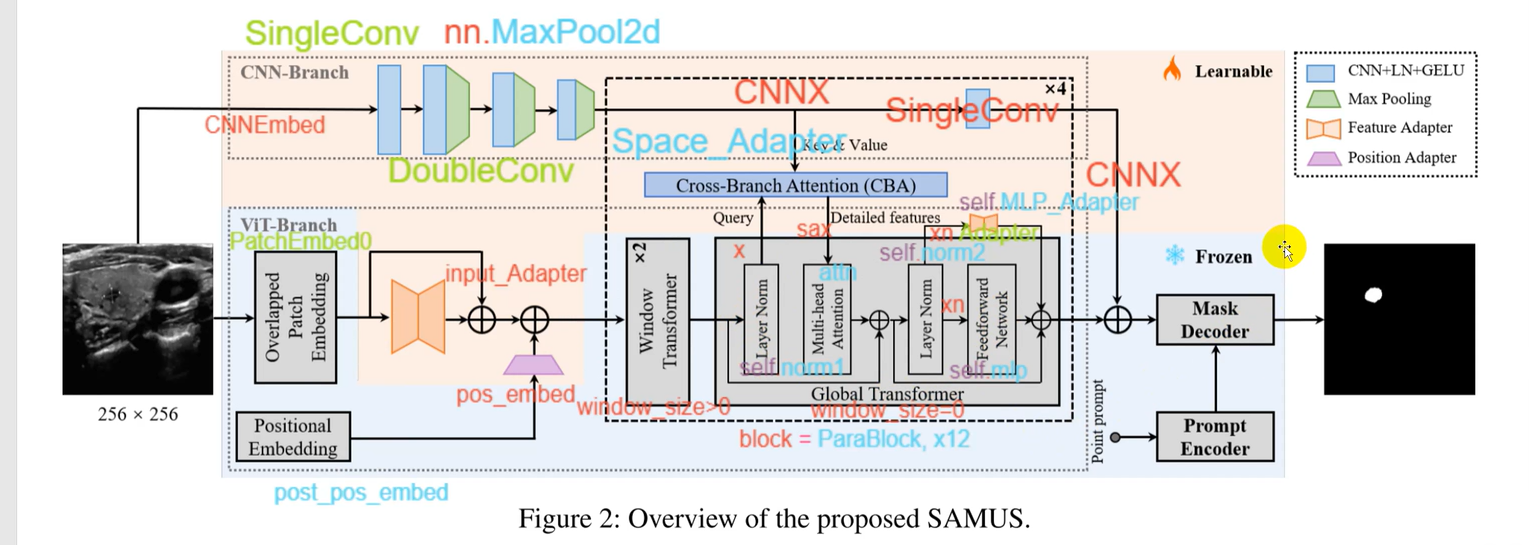 SingleConv nn.MaxPool2d
CNN-Branch
CNNEmbed
DoubleConv
CNNX
SingleConv
×4
Space_Adapter
Key & Value
Cross-Branch Attention (CBA)
Learnable
CNN+LN+GELU
Max Pooling
Feature Adapter
Position Adapter
CNNX
self.MLP_Adapter
ViT-Branch
PatchEmbed0
Overlapped
Patch
Embedding
input_Adapter
pos_embed
Positional
Embedding
post_pos_embed
256 × 256
Query
Detailed features
sax
xn Adapter
x
self.norm2
attn
×2
Window
Transformer
Layer Norm
Multi-head
Attention
Layer Norm
xn
Feedforward
Network
self.norm1
self.mlp
Global Transformer
window_size>0
window_size=0
block = ParaBlock, x12
Frozen
Mask
Decoder
Point prompt
Prompt
Encoder
Figure 2: Overview of the proposed SAMUS.